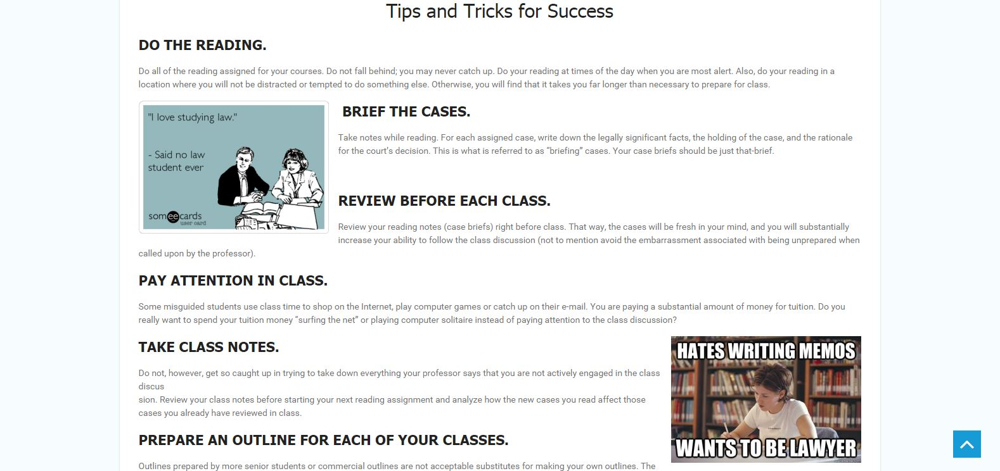 Tips and Tricks for Success
DO THE READING.
Do all of the reading assigned for your courses. Do not fall behind; you may never catch up. Do your reading at times of the day when you are most alert. Also, do your reading in a
location where you will not be distracted or tempted to do something else. Otherwise, you will find that it takes you far longer than necessary to prepare for class.
"I love studying law."
- Said no law
student ever
someecards
user card
BRIEF THE CASES.
Take notes while reading. For each assigned case, write down the legally significant facts, the holding of the case, and the rationale
for the court’s decision. This is what is referred to as “briefing” cases. Your case briefs should be just that-brief.
REVIEW BEFORE EACH CLASS.
Review your reading notes (case briefs) right before class. That way, the cases will be fresh in your mind, and you will substantially
increase your ability to follow the class discussion (not to mention avoid the embarrassment associated with being unprepared when
called upon by the professor).
PAY ATTENTION IN CLASS.
Some misguided students use class time to shop on the Internet, play computer games or catch up on their e-mail. You are paying a substantial amount of money for tuition. Do you
really want to spend your tuition money “surfing the net” or playing computer solitaire instead of paying attention to the class discussion?
TAKE CLASS NOTES.
Do not, however, get so caught up in trying to take down everything your professor says that you are not actively engaged in the class
discus
sion. Review your class notes before starting your next reading assignment and analyze how the new cases you read affect those
cases you already have reviewed in class.
HATES WRITING MEMOS
WANTS TO BE LAWYER
PREPARE AN OUTLINE FOR EACH OF YOUR CLASSES.
Outlines prepared by more senior students or commercial outlines are not acceptable substitutes for making your own outlines. The